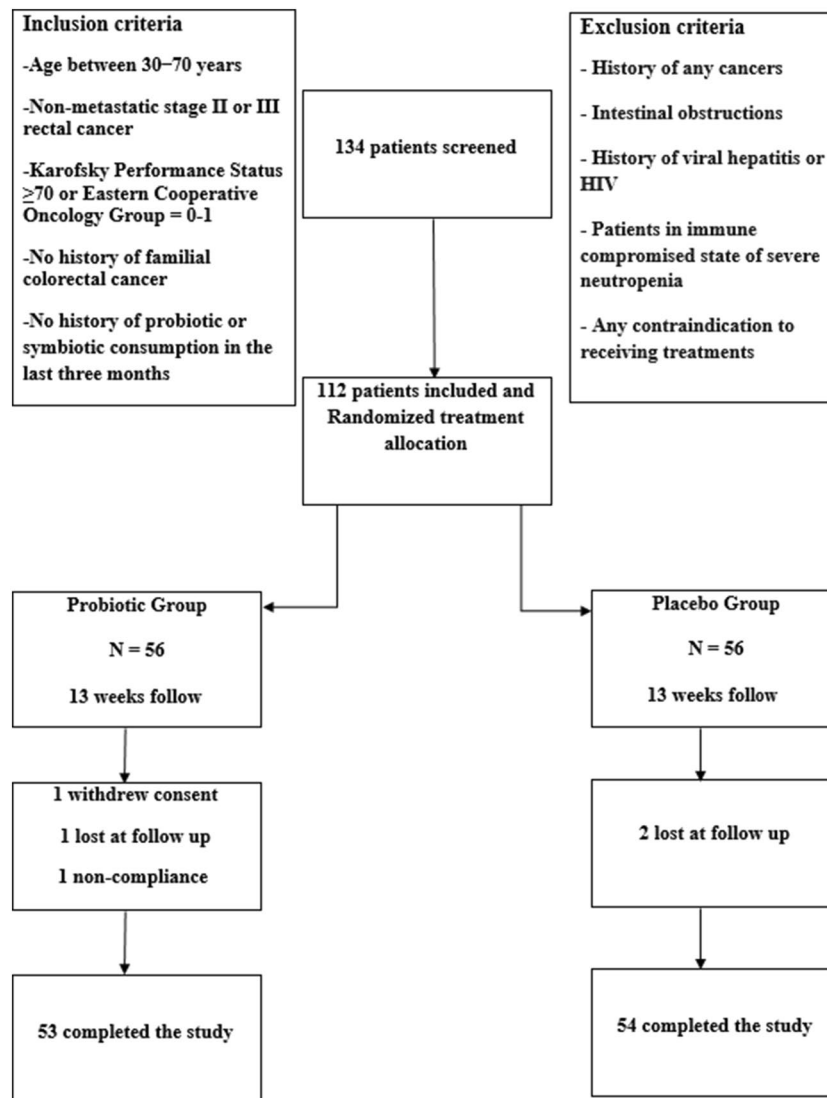 Inclusion criteria
-Age between 30−70 years
-Non-metastatic stage II or III
rectal cancer
-Karofsky Performance Status
≥70 or Eastern Cooperative
Oncology Group = 0-1
-No history of familial
colorectal cancer
-No history of probiotic or
symbiotic consumption in the
last three months
134 patients screened
Exclusion criteria
- History of any cancers
- Intestinal obstructions
- History of viral hepatitis or
HIV
- Patients in immune
compromised state of severe
neutropenia
- Any contraindication to
receiving treatments
112 patients included and
Randomized treatment
allocation
Probiotic Group
N = 56
13 weeks follow
Placebo Group
N = 56
13 weeks follow
1 withdrew consent
1 lost at follow up
1 non-compliance
2 lost at follow up
53 completed the study
54 completed the study